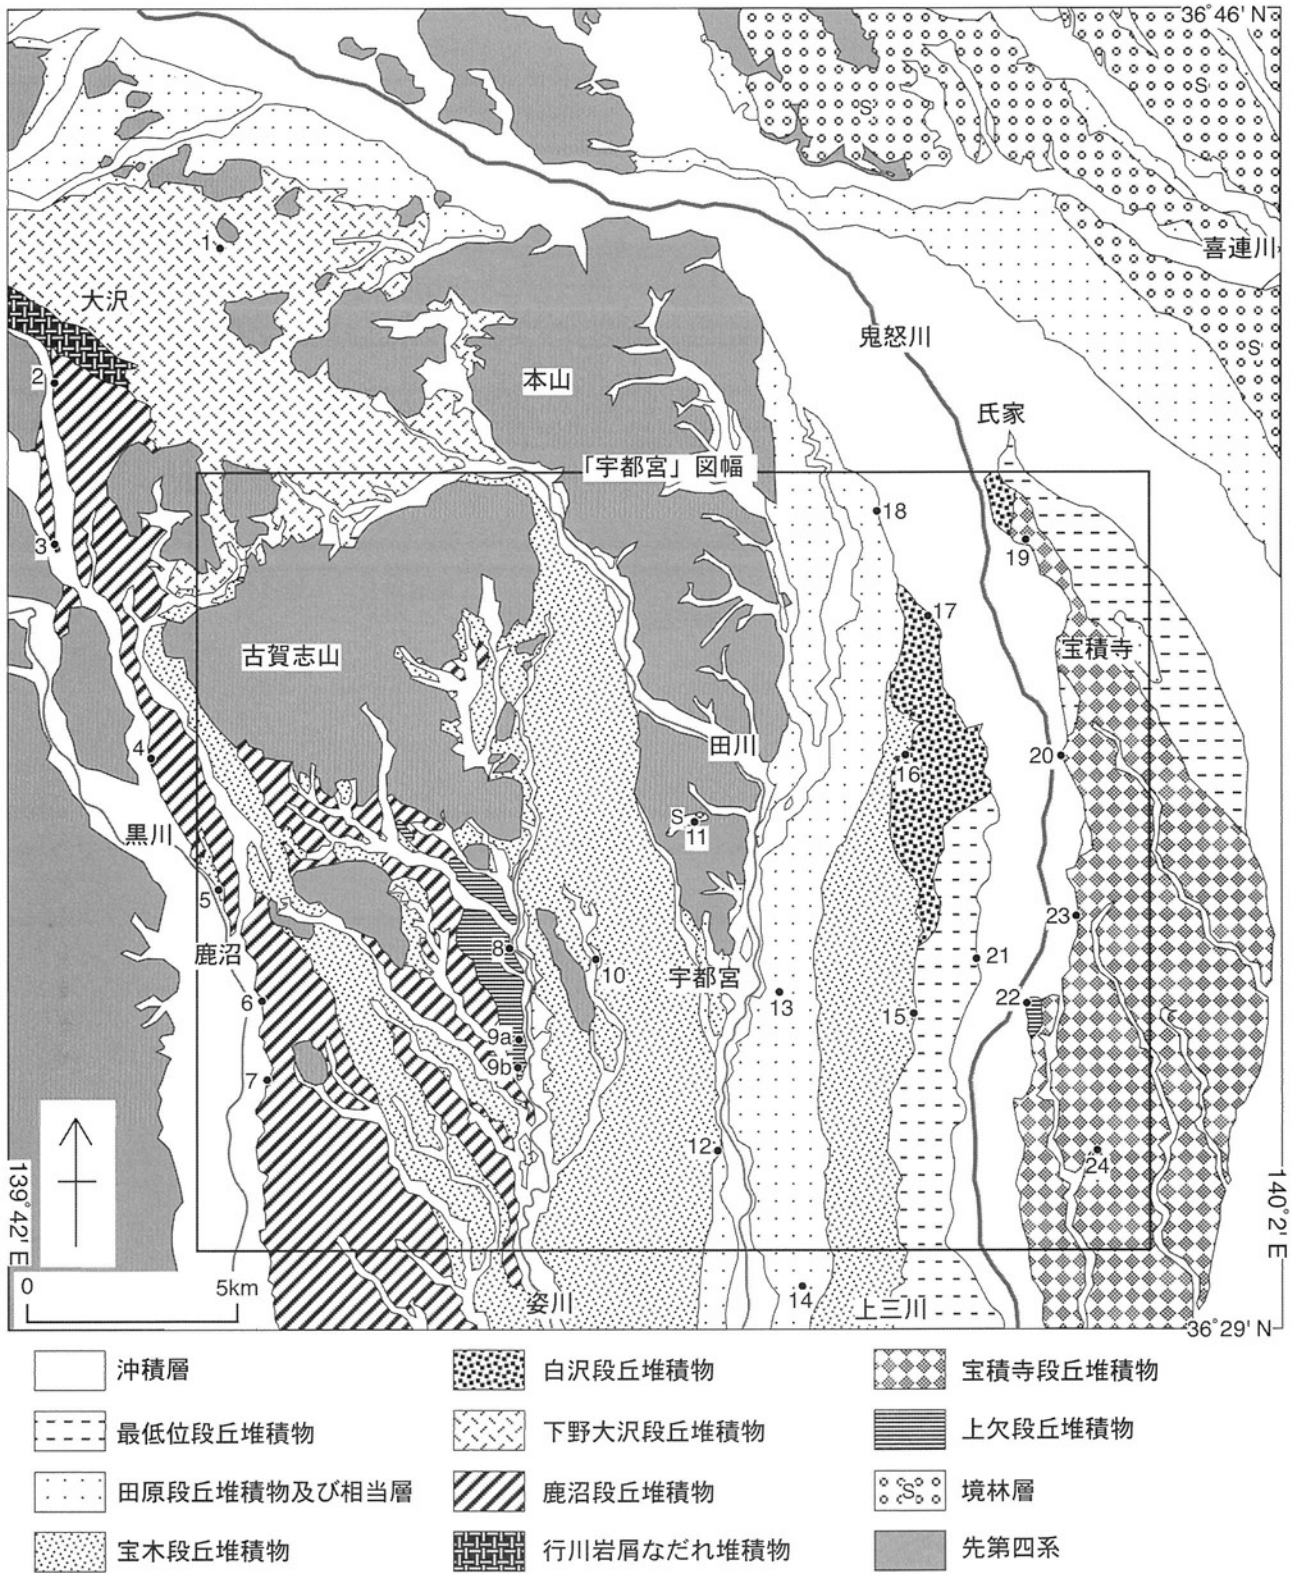 36°46' N
S
S
喜連川
1
大沢
鬼怒川
S
2
本山
氏家
「宇都宮」図幅
18
3
19
17
古賀志山
宝積寺
田川
4
16
20
S
11
黒川
5
23
鹿沼
8
10
宇都宮
21
6
13
22
15
9a
9b
7
12
24
139°42' E
140°2' E
0
5km
14
姿川
上三川
36°29' N
沖積層
白沢段丘堆積物
宝積寺段丘堆積物
最低位段丘堆積物
下野大沢段丘堆積物
上欠段丘堆積物
田原段丘堆積物及び相当層
鹿沼段丘堆積物
S
境林層
宝木段丘堆積物
行川岩屑なだれ堆積物
先第四系